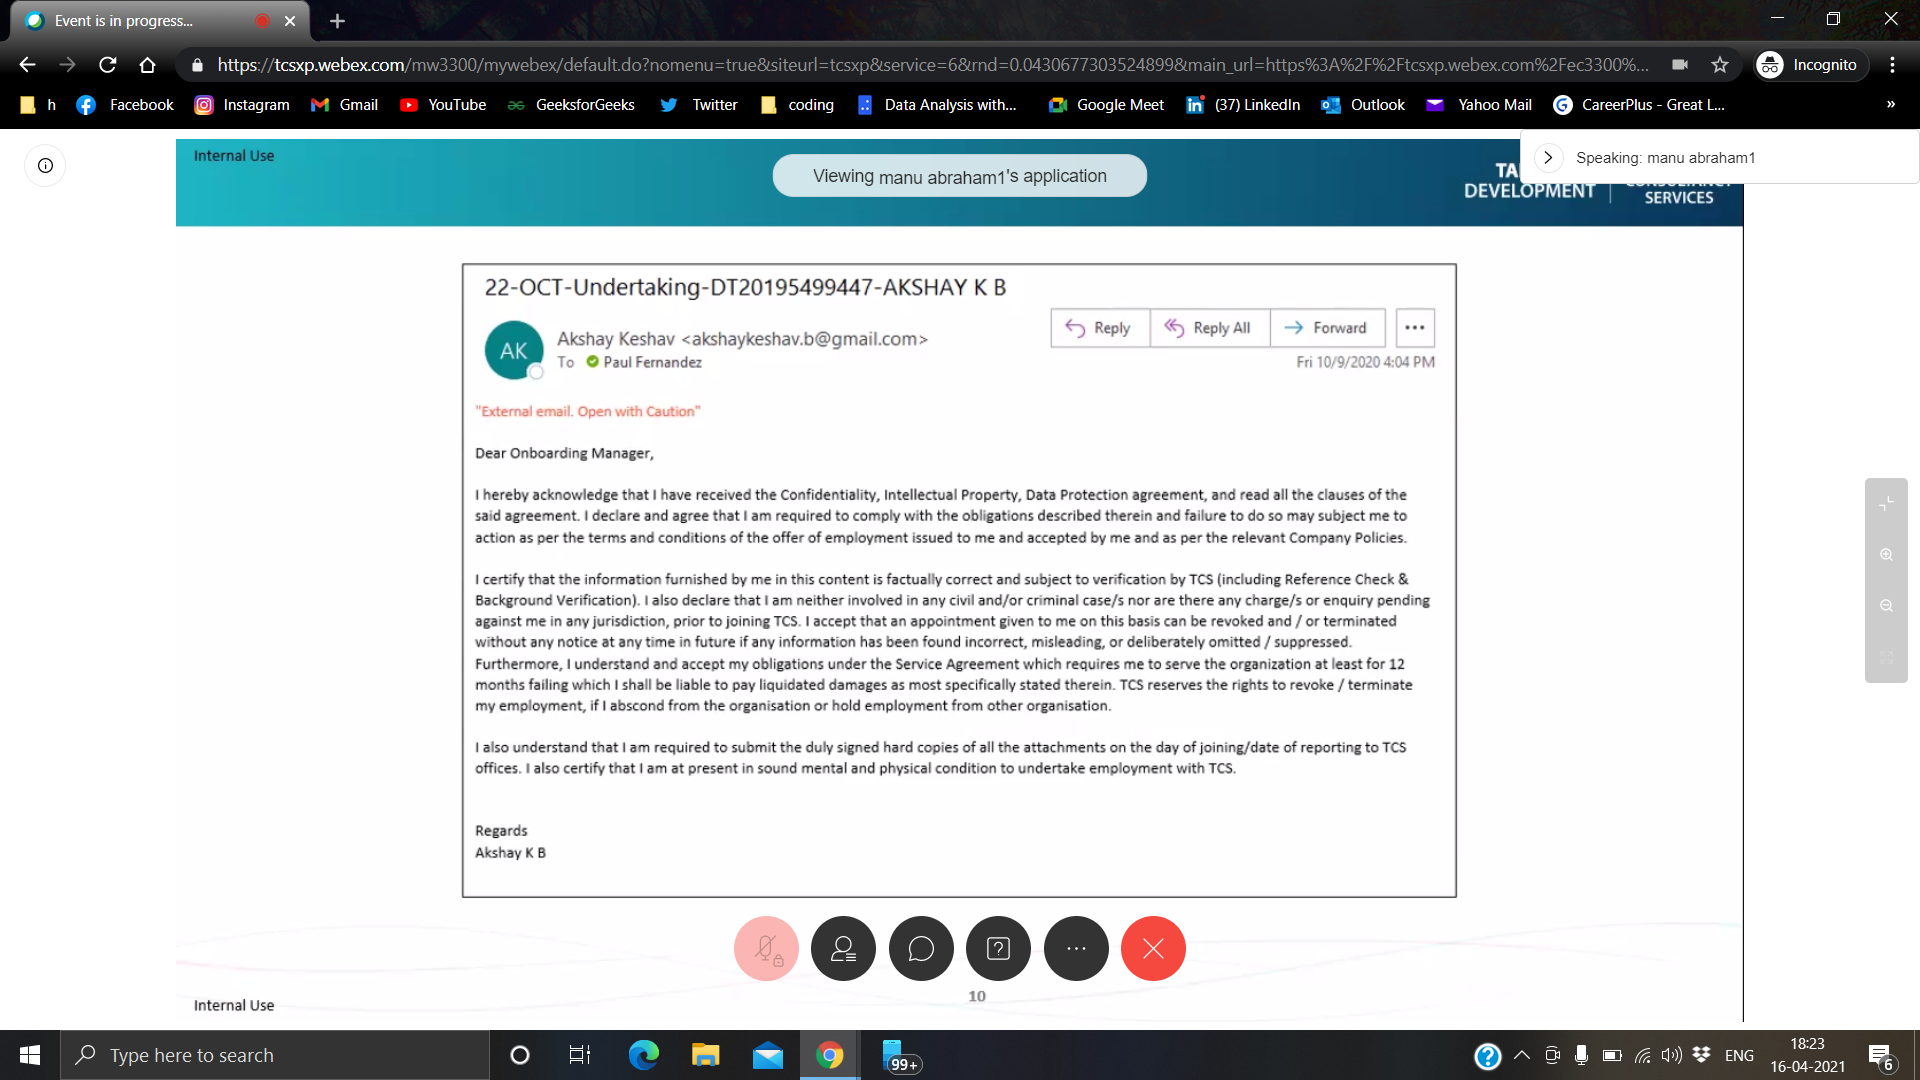 Event is in progress...
https://tcsxp.webex.com/mw3300/mywebex/default.do?nomenu=true&siteurl=tcsxp&service=6&rnd=0.0430677303524899&main_url=https%3A%2F%2Ftcsxp.webex.com%2Fec3300%...
Incognito
h Facebook Instagram Gmail YouTube GeeksforGeeks Twitter coding Data Analysis with... Google Meet (37) LinkedIn Outlook Yahoo Mail CareerPlus - Great L... »
Internal Use
Viewing manu abraham1's application
Speaking: manu abraham1
TA
DEVELOPMENT
CONSULTANCY
SERVICES
22-OCT-Undertaking-DT20195499447-AKSHAY K B
AK
Akshay Keshav <akshaykeshav.b@gmail.com>
To Paul Fernandez
Reply Reply All Forward ...
Fri 10/9/2020 4:04 PM
"External email. Open with Caution"
Dear Onboarding Manager,
I hereby acknowledge that I have received the Confidentiality, Intellectual Property, Data Protection agreement, and read all the clauses of the
said agreement. I declare and agree that I am required to comply with the obligations described therein and failure to do so may subject me to
action as per the terms and conditions of the offer of employment issued to me and accepted by me and as per the relevant Company Policies.
I certify that the information furnished by me in this content is factually correct and subject to verification by TCS (including Reference Check &
Background Verification). I also declare that I am neither involved in any civil and/or criminal case/s nor are there any charge/s or enquiry pending
against me in any jurisdiction, prior to joining TCS. I accept that an appointment given to me on this basis can be revoked and / or terminated
without any notice at any time in future if any information has been found incorrect, misleading, or deliberately omitted / suppressed.
Furthermore, I understand and accept my obligations under the Service Agreement which requires me to serve the organization at least for 12
months failing which I shall be liable to pay liquidated damages as most specifically stated therein. TCS reserves the rights to revoke / terminate
my employment, if I abscond from the organisation or hold employment from other organisation.
I also understand that I am required to submit the duly signed hard copies of all the attachments on the day of joining/date of reporting to TCS
offices. I also certify that I am at present in sound mental and physical condition to undertake employment with TCS.
Regards
Akshay K B
10
Internal Use
Type here to search
99+
ENG
18:23
16-04-2021
6